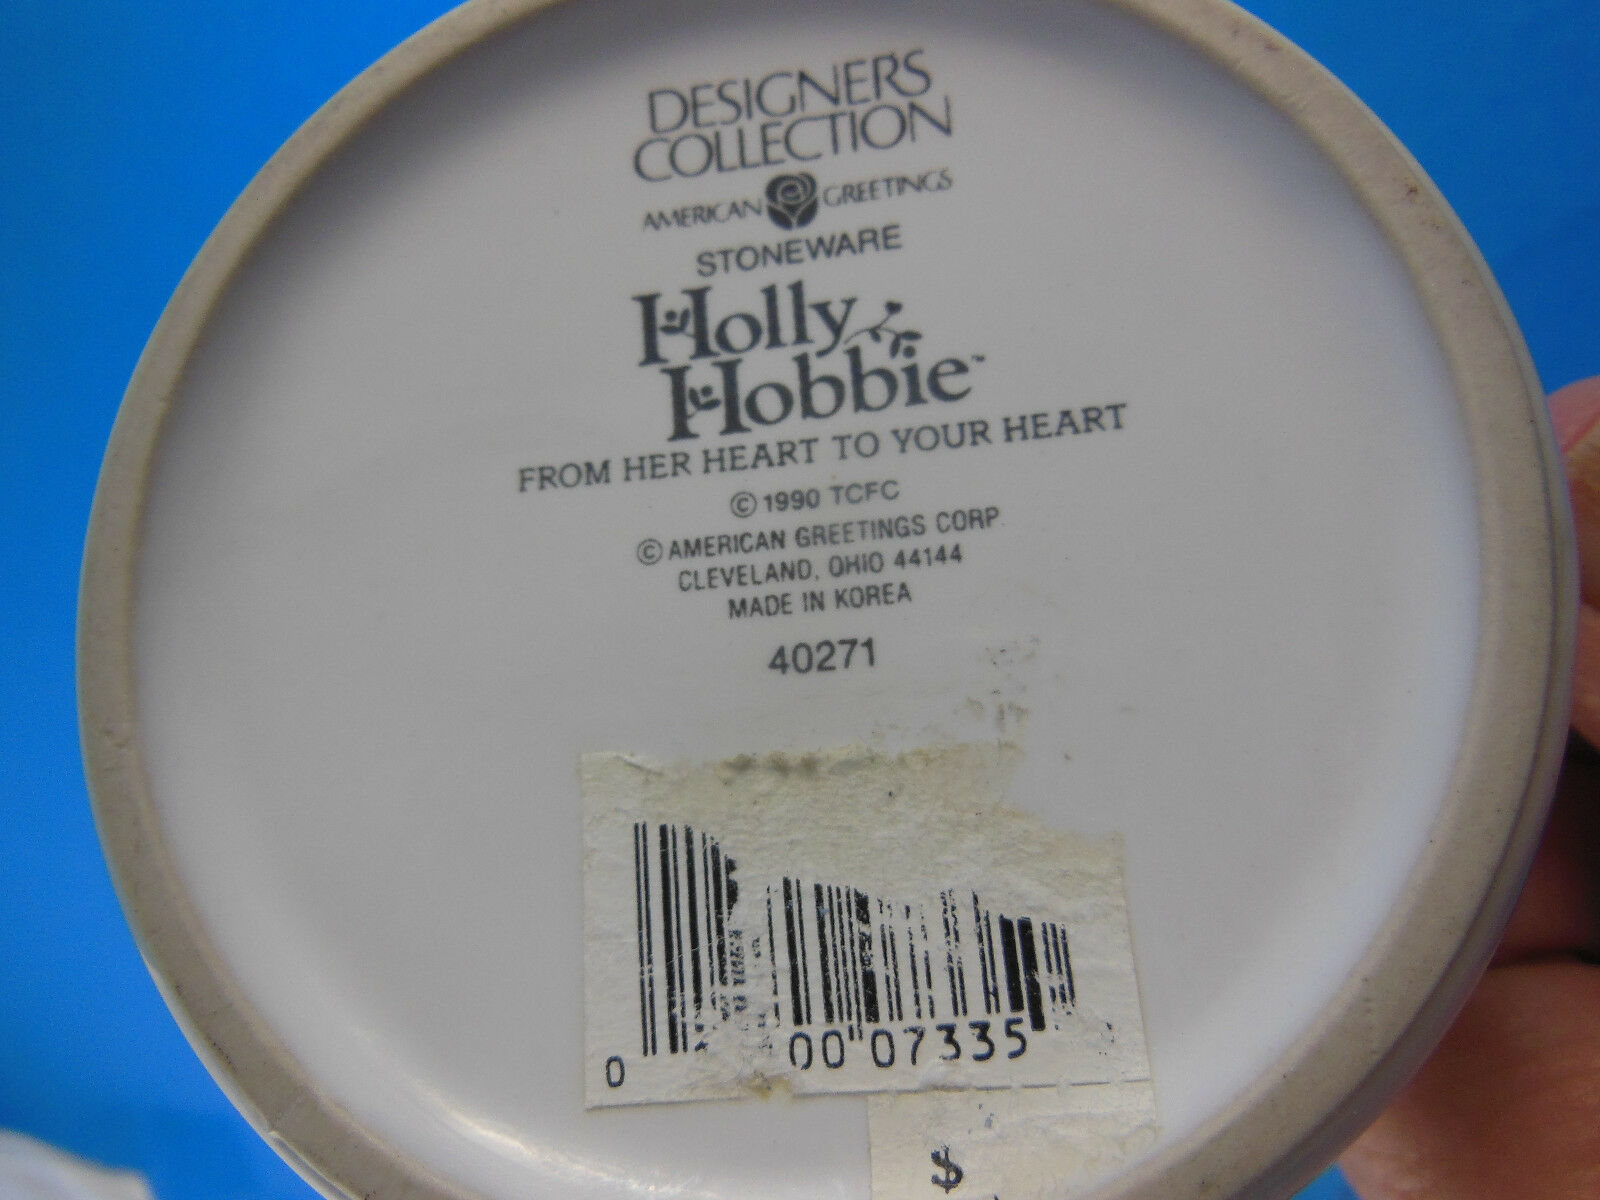 DESIGNERS
COLLECTION
AMERICAN GREETINGS
STONEWARE
Holly
Hobbie™
FROM HER HEART TO YOUR HEART
© 1990 TCFC
© AMERICAN GREETINGS CORP.
CLEVELAND, OHIO 44144
MADE IN KOREA
40271
0 00 07335
$